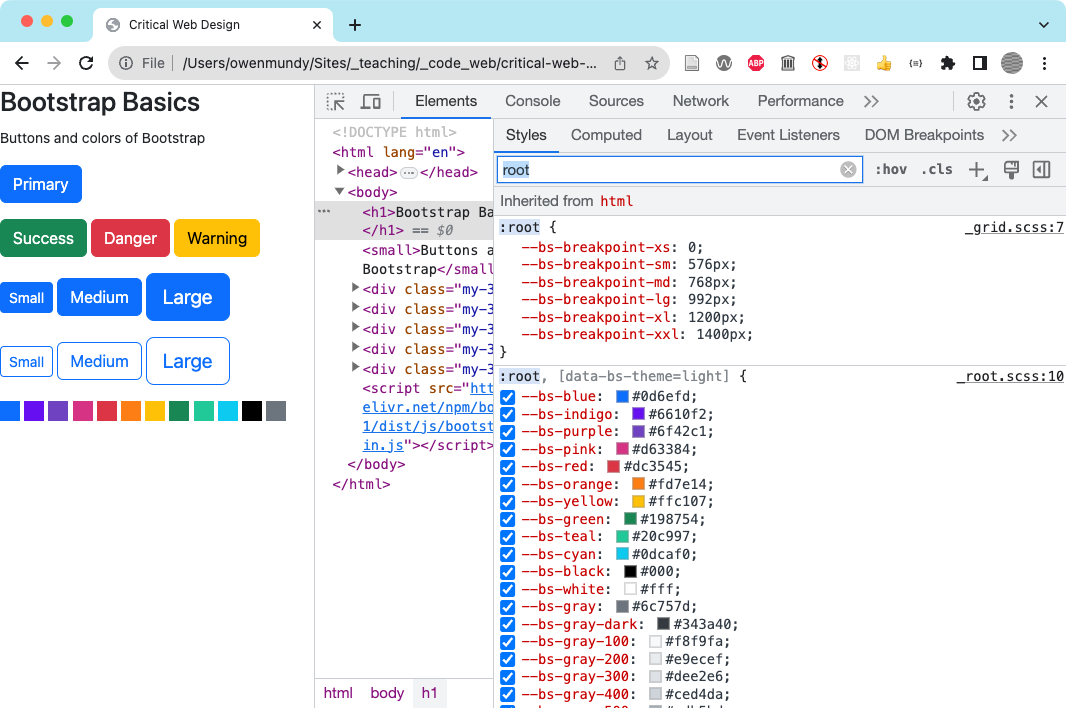 Critical Web Design
File
/Users/owenmundy/Sites/_teaching/_code_web/critical-web-...
ABP
Bootstrap Basics
Buttons and colors of Bootstrap
Primary
Success Danger Warning
Small Medium Large
Small Medium Large
Elements Console Sources Network Performance
<!DOCTYPE html>
<html lang="en">
<head> ... </head>
<body>
<h1>Bootstrap Ba
</h1> == $0
<small>Buttons a
Bootstrap</small
<div class="my-3
<div class="my-3
<div class="my-3
<div class="my-3
<div class="my-3
<script src="htt
elivr.net/npm/bo
1/dist/js/bootst
in.js"></script>
</body>
</html>
html body h1
Styles Computed Layout Event Listeners DOM Breakpoints
root
:hov .cls
Inherited from html
:root {
_grid.scss:7
--bs-breakpoint-xs: 0;
--bs-breakpoint-sm: 576px;
--bs-breakpoint-md: 768px;
--bs-breakpoint-lg: 992px;
--bs-breakpoint-xl: 1200px;
--bs-breakpoint-xxl: 1400px;
}
:root, [data-bs-theme=light] {
_root.scss:10
--bs-blue: #0d6efd;
--bs-indigo: #6610f2;
--bs-purple: #6f42c1;
--bs-pink: #d63384;
--bs-red: #dc3545;
--bs-orange: #fd7e14;
--bs-yellow: #ffc107;
--bs-green: #198754;
--bs-teal: #20c997;
--bs-cyan: #0dcaf0;
--bs-black: #000;
--bs-white: #fff;
--bs-gray: #6c757d;
--bs-gray-dark: #343a40;
--bs-gray-100: #f8f9fa;
--bs-gray-200: #e9ecef;
--bs-gray-300: #dee2e6;
--bs-gray-400: #ced4da;